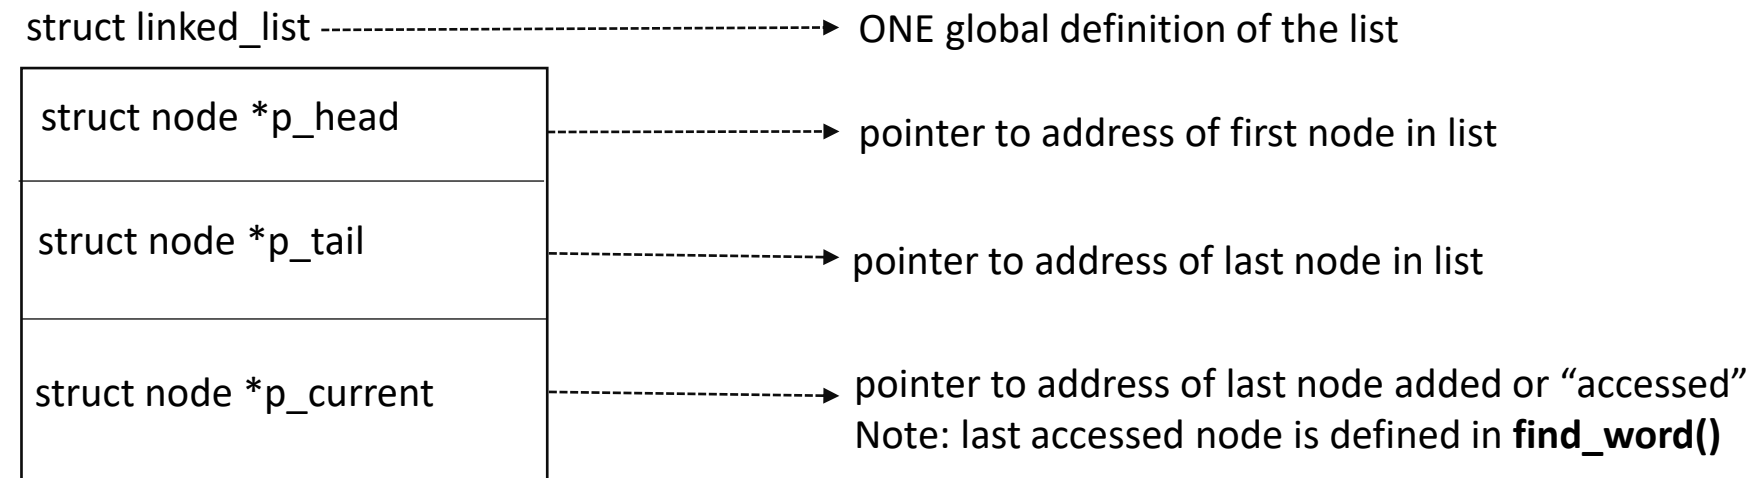 struct linked_list
ONE global definition of the list
struct node *p_head
pointer to address of first node in list
struct node *p_tail
pointer to address of last node in list
struct node *p_current
pointer to address of last node added or “accessed”
Note: last accessed node is defined in find_word()